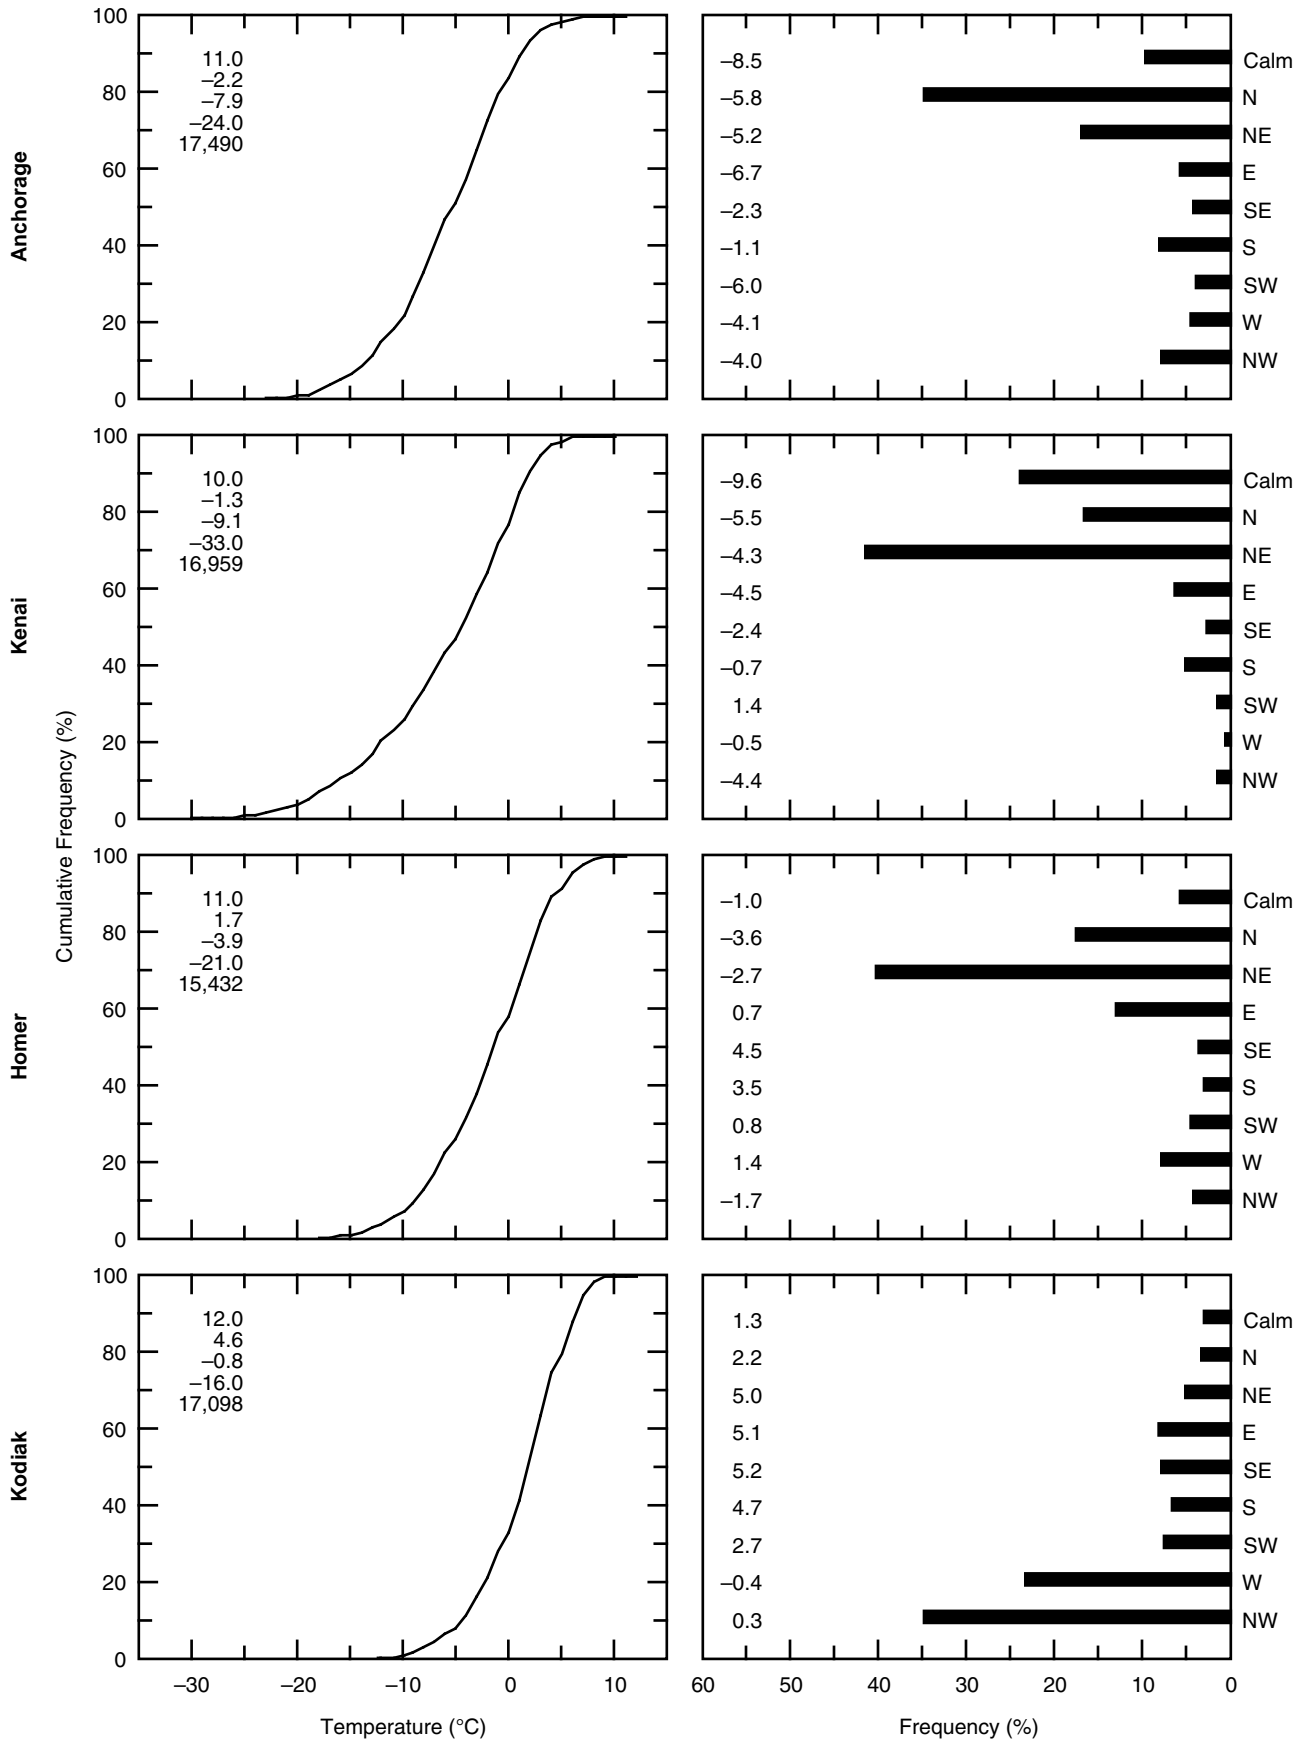 Anchorage
100
80
60
40
20
0
11.0
–2.2
–7.9
–24.0
17,490
–8.5 Calm
–5.8 N
–5.2 NE
–6.7 E
–2.3 SE
–1.1 S
–6.0 SW
–4.1 W
–4.0 NW
Kenai
100
80
60
40
20
0
10.0
–1.3
–9.1
–33.0
16,959
–9.6 Calm
–5.5 N
–4.3 NE
–4.5 E
–2.4 SE
–0.7 S
1.4 SW
–0.5 W
–4.4 NW
Cumulative Frequency (%)
Homer
100
80
60
40
20
0
11.0
1.7
–3.9
–21.0
15,432
–1.0 Calm
–3.6 N
–2.7 NE
0.7 E
4.5 SE
3.5 S
0.8 SW
1.4 W
–1.7 NW
Kodiak
100
80
60
40
20
0
12.0
4.6
–0.8
–16.0
17,098
1.3 Calm
2.2 N
5.0 NE
5.1 E
5.2 SE
4.7 S
2.7 SW
–0.4 W
0.3 NW
–30 –20 –10 0 10
60 50 40 30 20 10 0
Temperature (°C)
Frequency (%)